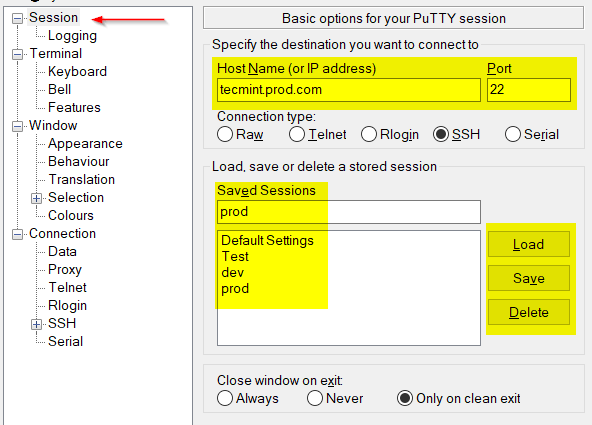 Session
Logging
Terminal
Keyboard
Bell
Features
Window
Appearance
Behaviour
Translation
Selection
Colours
Connection
Data
Proxy
Telnet
Rlogin
SSH
Serial
Basic options for your PuTTY session
Specify the destination you want to connect to
Host Name (or IP address) Port
tecmint.prod.com 22
Connection type:
Raw Telnet Rlogin SSH Serial
Load, save or delete a stored session
Saved Sessions
prod
Default Settings
Test
dev
prod
Load
Save
Delete
Close window on exit:
Always Never Only on clean exit